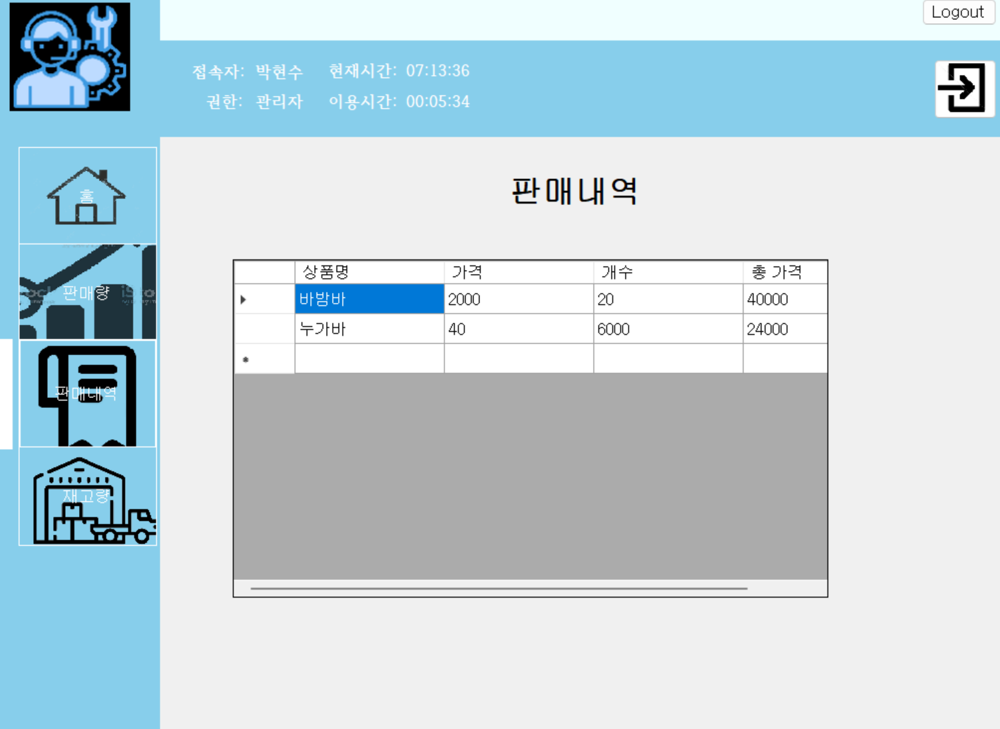 Logout
접속자: 박현수 현재시간: 07:13:36
권한: 관리자 이용시간: 00:05:34
홈
판매량
판매내역
재고량
판매내역
상품명 가격 개수 총 가격
바밤바 2000 20 40000
누가바 40 6000 24000